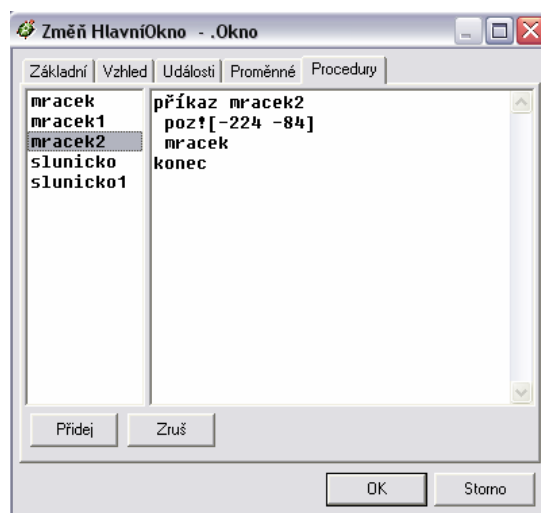 Změň HlavníOkno - .Okno
Základní Vzhled Události Proměnné Procedury
mracek
mracek1
mracek2
slunicko
slunicko1
příkaz mracek2
poz![-224 -84]
mracek
konec
Přidej Zruš
OK Storno